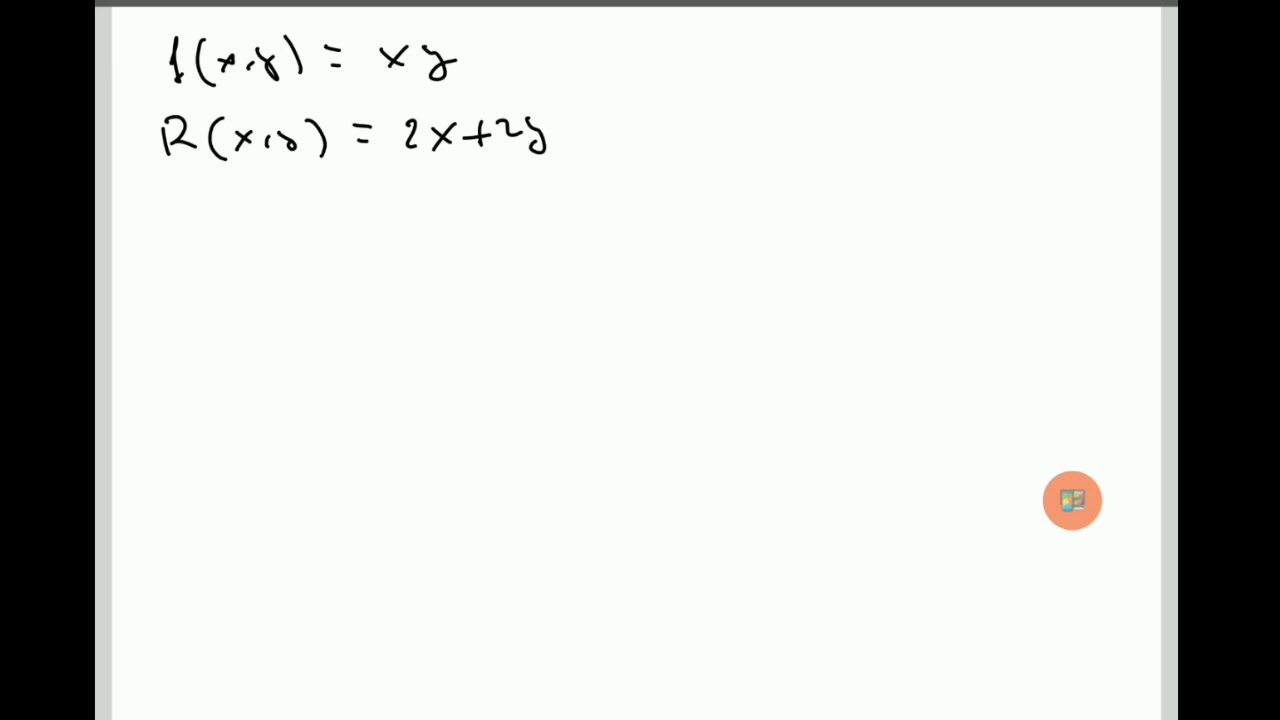 f(x,y) = xy
R(x,y) = 2x+2y